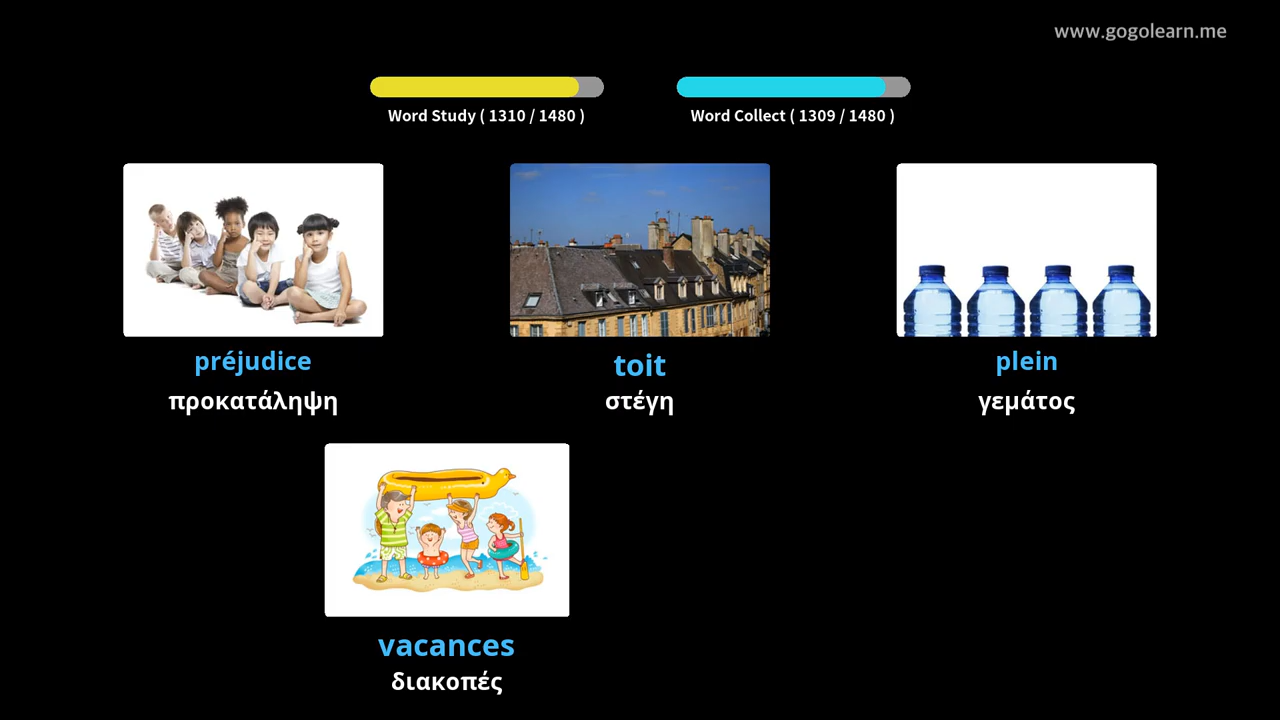 www.gogolearn.me
Word Study ( 1310 / 1480 )
Word Collect ( 1309 / 1480 )
préjudice
προκατάληψη
toit
στέγη
plein
γεμάτος
vacances
διακοπές